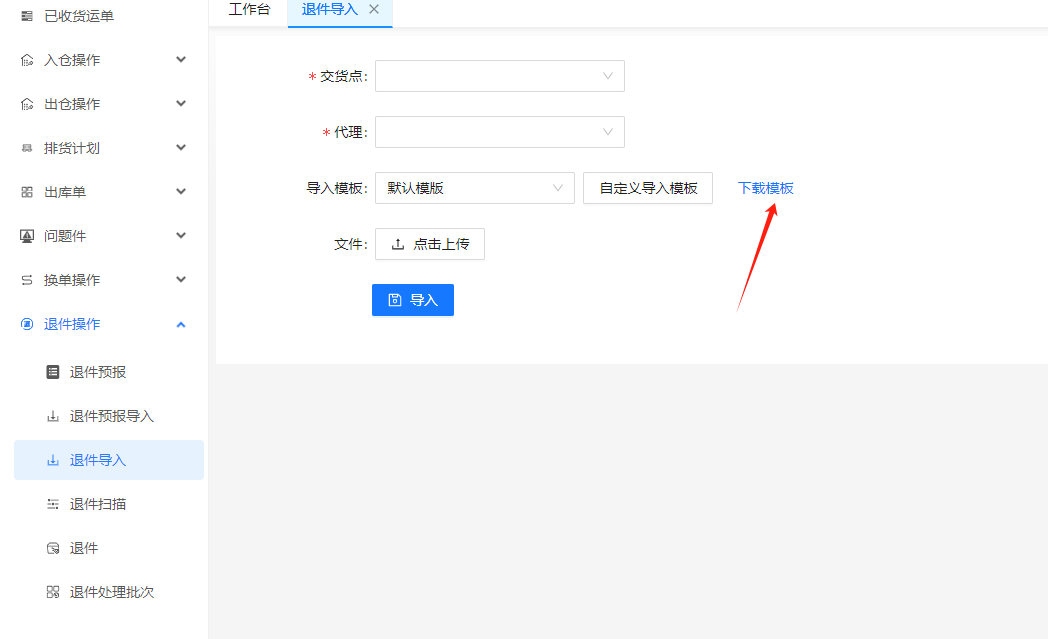 已收货运单
入仓操作
出仓操作
排货计划
出库单
问题件
换单操作
退件操作
退件预报
退件预报导入
退件导入
退件扫描
退件
退件处理批次
工作台 退件导入
* 交货点:
* 代理:
导入模板: 默认模版 自定义导入模板 下载模板
文件: 点击上传
导入